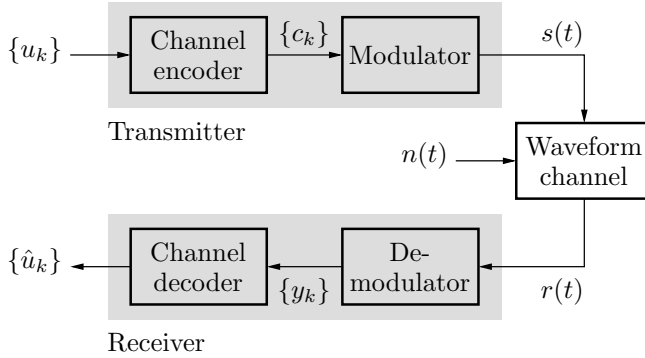 {u_k}
Channel
encoder
{c_k}
Modulator
s(t)
Transmitter
n(t)
Waveform
channel
{û_k}
Channel
decoder
{y_k}
De-
modulator
r(t)
Receiver